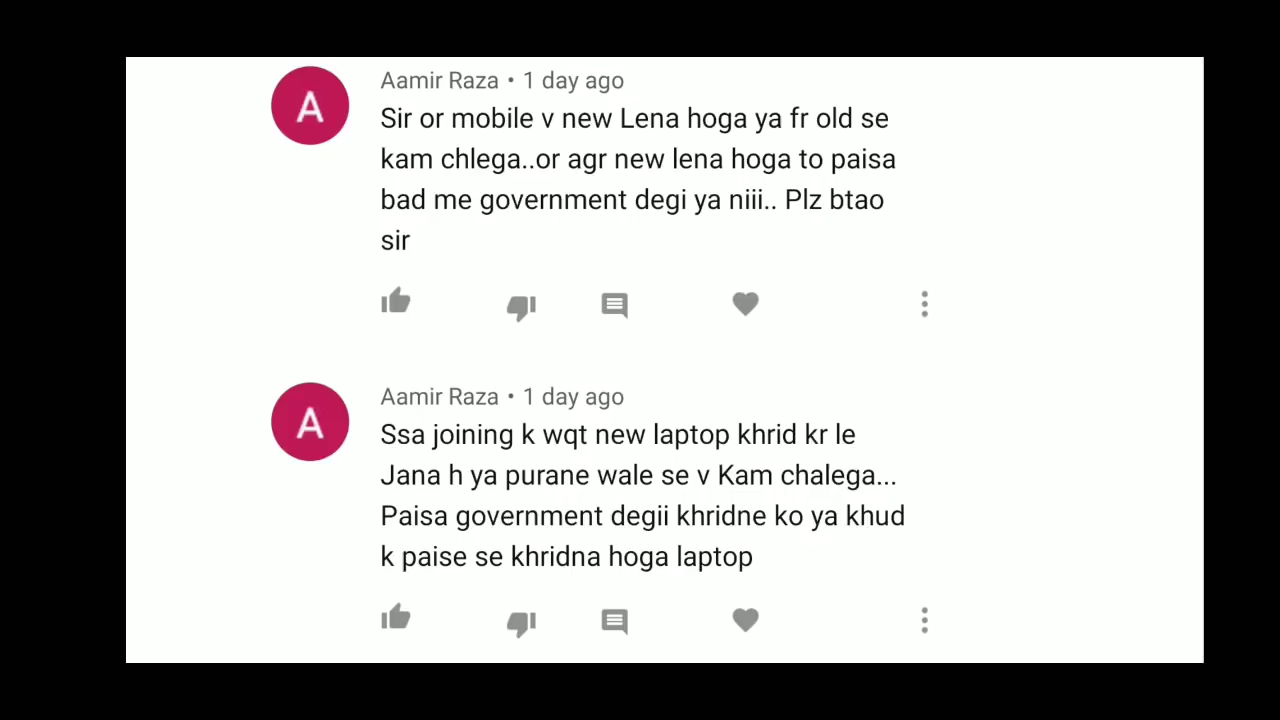 A
Aamir Raza • 1 day ago
Sir or mobile v new Lena hoga ya fr old se
kam chlega..or agr new lena hoga to paisa
bad me government degi ya niii.. Plz btao
sir
A
Aamir Raza • 1 day ago
Ssa joining k wqt new laptop khrid kr le
Jana h ya purane wale se v Kam chalega...
Paisa government degii khridne ko ya khud
k paise se khridna hoga laptop